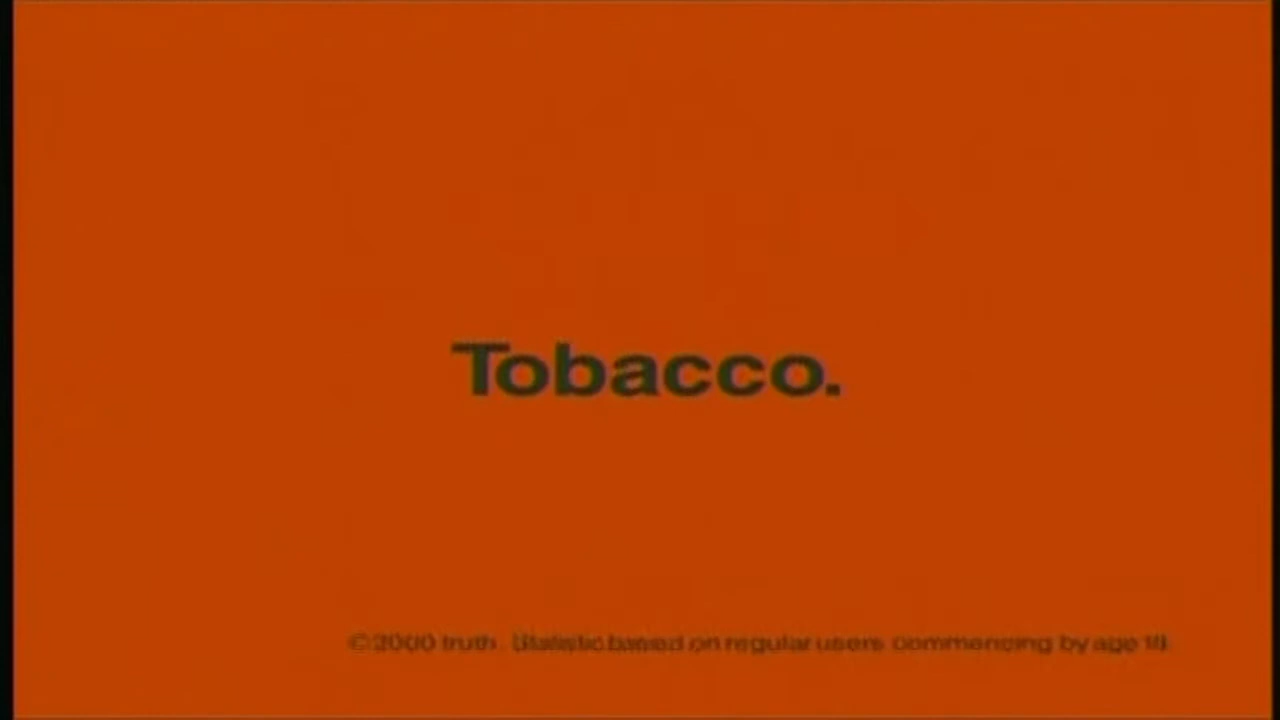 Tobacco.
©2000 truth. Statistic based on regular users commencing by age 18.